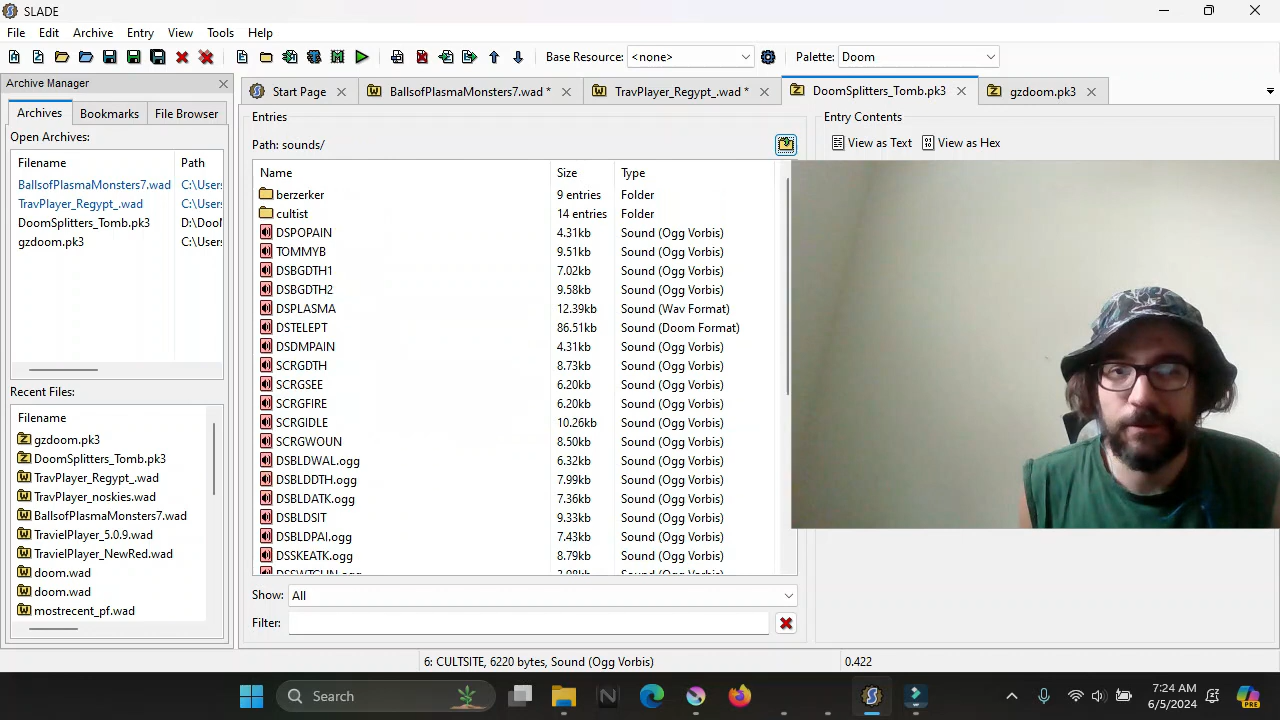 SLADE
File Edit Archive Entry View Tools Help
Base Resource: <none> Palette: Doom
Archive Manager
Start Page BallsofPlasmaMonsters7.wad * TravPlayer_Regypt_.wad * DoomSplitters_Tomb.pk3 gzdoom.pk3
Archives Bookmarks File Browser
Open Archives:
Filename Path
BallsofPlasmaMonsters7.wad C:\Users
TravPlayer_Regypt_.wad C:\Users
DoomSplitters_Tomb.pk3 D:\Doo
gzdoom.pk3 C:\Users
Recent Files:
Filename
gzdoom.pk3
DoomSplitters_Tomb.pk3
TravPlayer_Regypt_.wad
TravPlayer_noskies.wad
BallsofPlasmaMonsters7.wad
TravielPlayer_5.0.9.wad
TravielPlayer_NewRed.wad
doom.wad
doom.wad
mostrecent_pf.wad
Entries
Path: sounds/
Name Size Type
berzerker 9 entries Folder
cultist 14 entries Folder
DSPOPAIN 4.31kb Sound (Ogg Vorbis)
TOMMYB 9.51kb Sound (Ogg Vorbis)
DSBGDTH1 7.02kb Sound (Ogg Vorbis)
DSBGDTH2 9.58kb Sound (Ogg Vorbis)
DSPLASMA 12.39kb Sound (Wav Format)
DSTELEPT 86.51kb Sound (Doom Format)
DSDMPAIN 4.31kb Sound (Ogg Vorbis)
SCRGDTH 8.73kb Sound (Ogg Vorbis)
SCRGSEE 6.20kb Sound (Ogg Vorbis)
SCRGFIRE 6.20kb Sound (Ogg Vorbis)
SCRGIDLE 10.26kb Sound (Ogg Vorbis)
SCRGWOUN 8.50kb Sound (Ogg Vorbis)
DSBLDWAL.ogg 6.32kb Sound (Ogg Vorbis)
DSBLDDTH.ogg 7.99kb Sound (Ogg Vorbis)
DSBLDATK.ogg 7.36kb Sound (Ogg Vorbis)
DSBLDSIT 9.33kb Sound (Ogg Vorbis)
DSBLDPAI.ogg 7.43kb Sound (Ogg Vorbis)
DSSKEATK.ogg 8.79kb Sound (Ogg Vorbis)
Show: All
Filter:
Entry Contents
View as Text View as Hex
6: CULTSITE, 6220 bytes, Sound (Ogg Vorbis) 0.422
Search
7:24 AM
6/5/2024
PRE